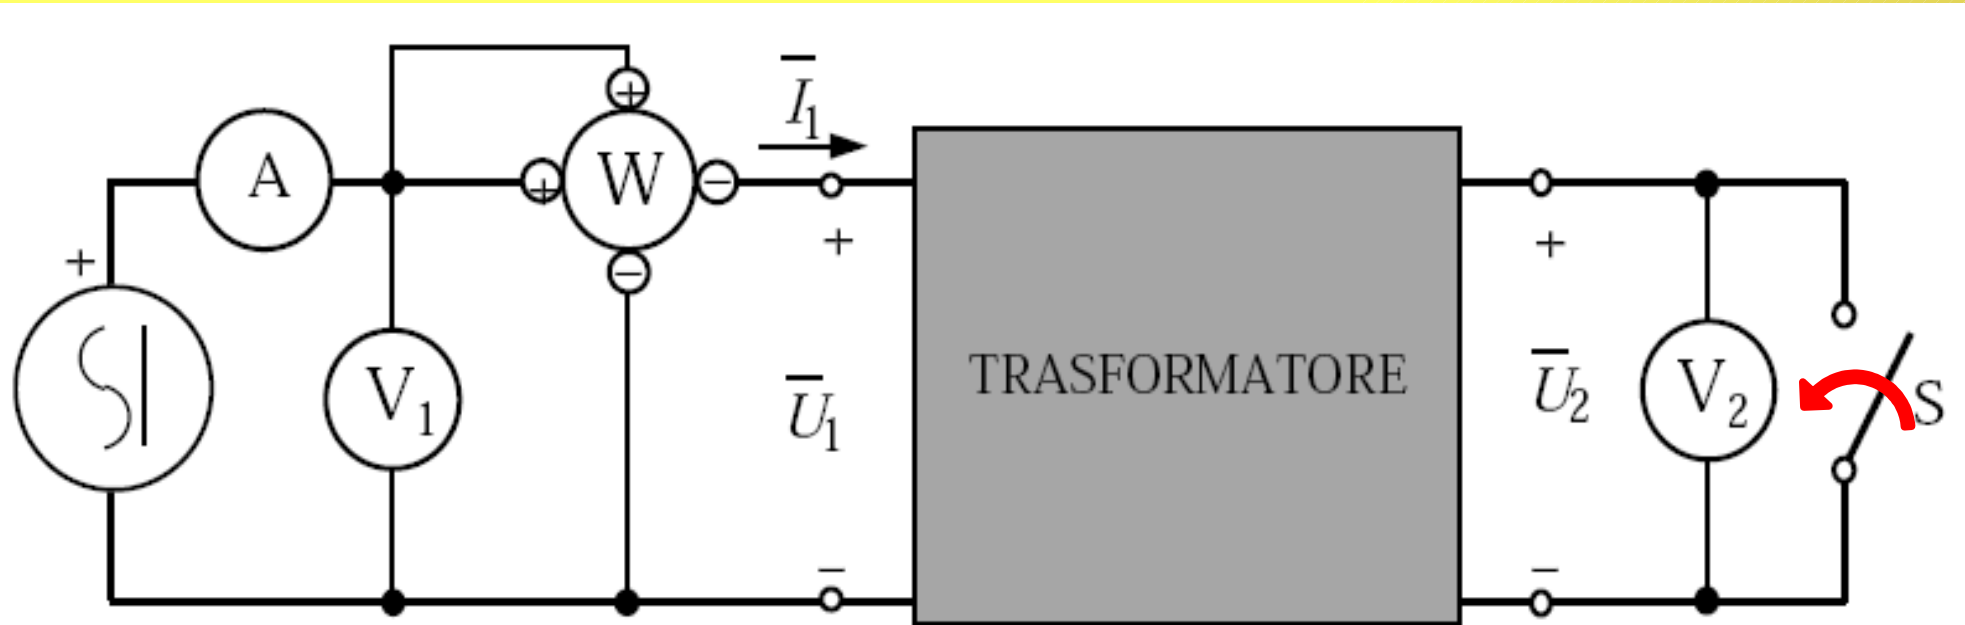 A
W
I1
+
+
+
V1
U1
TRASFORMATORE
U2
V2
S